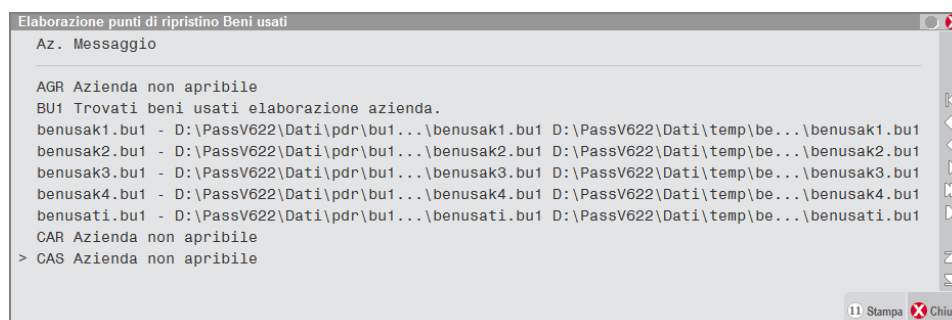 Elaborazione punti di ripristino Beni usati
Az. Messaggio
AGR Azienda non apribile
BU1 Trovati beni usati elaborazione azienda.
benusak1.bu1 - D:\PassV622\Dati\pdr\bu1...\benusak1.bu1 D:\PassV622\Dati\temp\be...\benusak1.bu1
benusak2.bu1 - D:\PassV622\Dati\pdr\bu1...\benusak2.bu1 D:\PassV622\Dati\temp\be...\benusak2.bu1
benusak3.bu1 - D:\PassV622\Dati\pdr\bu1...\benusak3.bu1 D:\PassV622\Dati\temp\be...\benusak3.bu1
benusak4.bu1 - D:\PassV622\Dati\pdr\bu1...\benusak4.bu1 D:\PassV622\Dati\temp\be...\benusak4.bu1
benusati.bu1 - D:\PassV622\Dati\pdr\bu1...\benusati.bu1 D:\PassV622\Dati\temp\be...\benusati.bu1
CAR Azienda non apribile
> CAS Azienda non apribile
11 Stampa Chiu